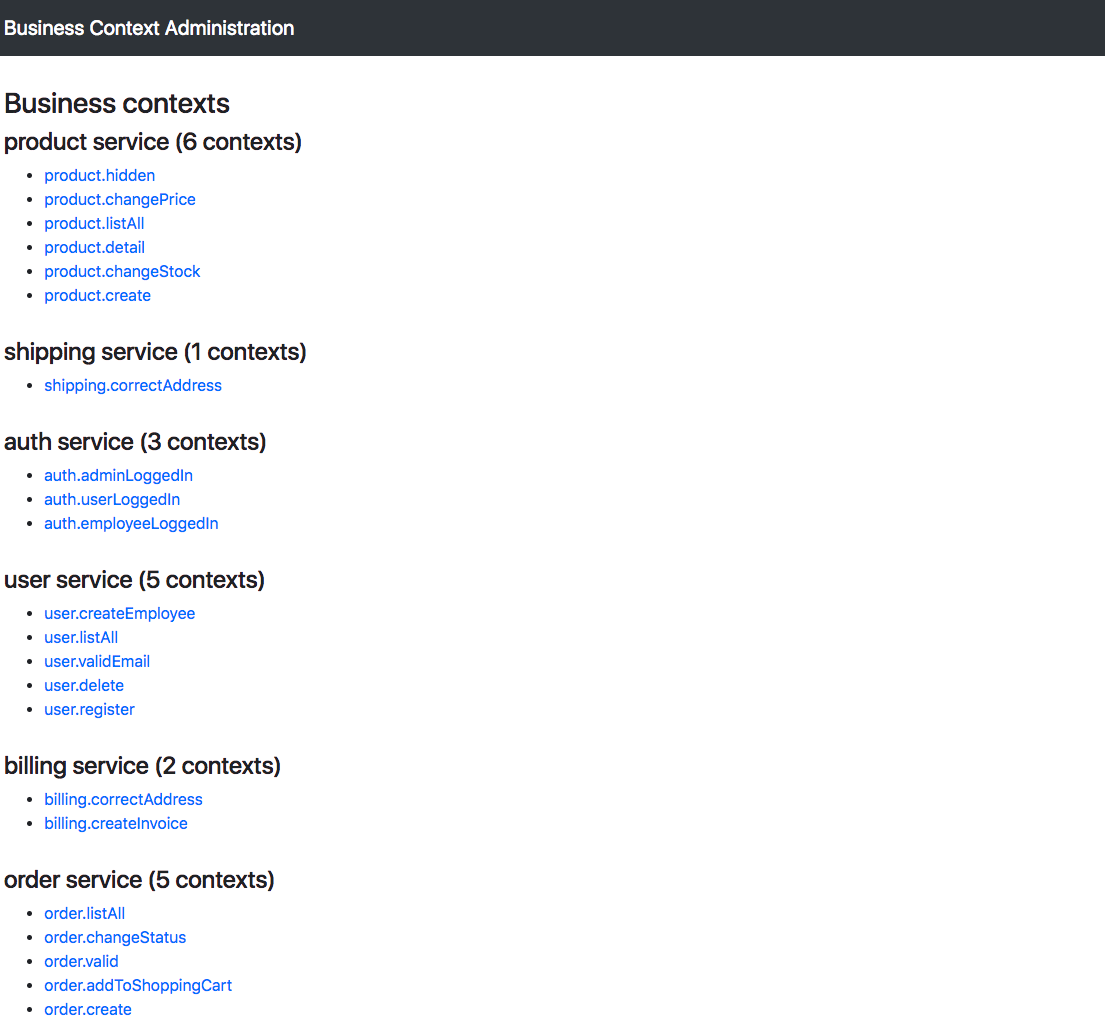 Business Context Administration
Business contexts
product service (6 contexts)
product.hidden
product.changePrice
product.listAll
product.detail
product.changeStock
product.create
shipping service (1 contexts)
shipping.correctAddress
auth service (3 contexts)
auth.adminLoggedIn
auth.userLoggedIn
auth.employeeLoggedIn
user service (5 contexts)
user.createEmployee
user.listAll
user.validEmail
user.delete
user.register
billing service (2 contexts)
billing.correctAddress
billing.createInvoice
order service (5 contexts)
order.listAll
order.changeStatus
order.valid
order.addToShoppingCart
order.create